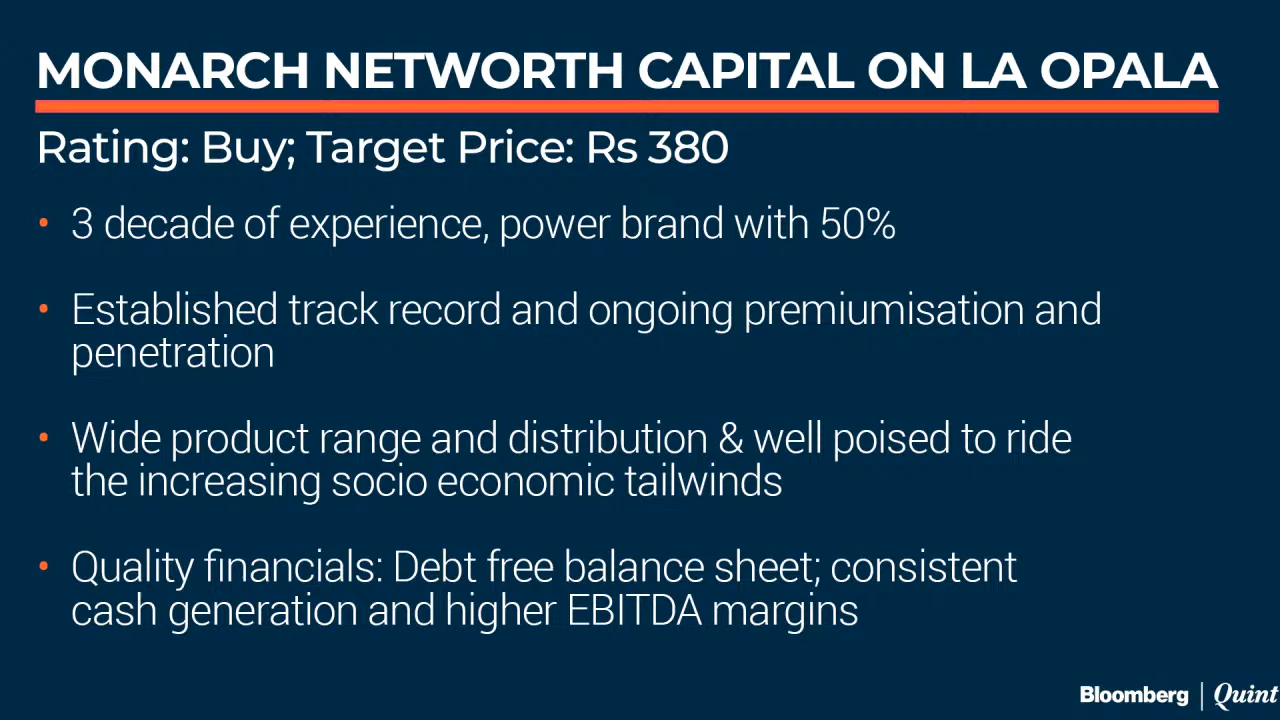 MONARCH NETWORTH CAPITAL ON LA OPALA
Rating: Buy; Target Price: Rs 380
• 3 decade of experience, power brand with 50%
• Established track record and ongoing premiumisation and
penetration
• Wide product range and distribution & well poised to ride
the increasing socio economic tailwinds
• Quality financials: Debt free balance sheet; consistent
cash generation and higher EBITDA margins
Bloomberg | Quint